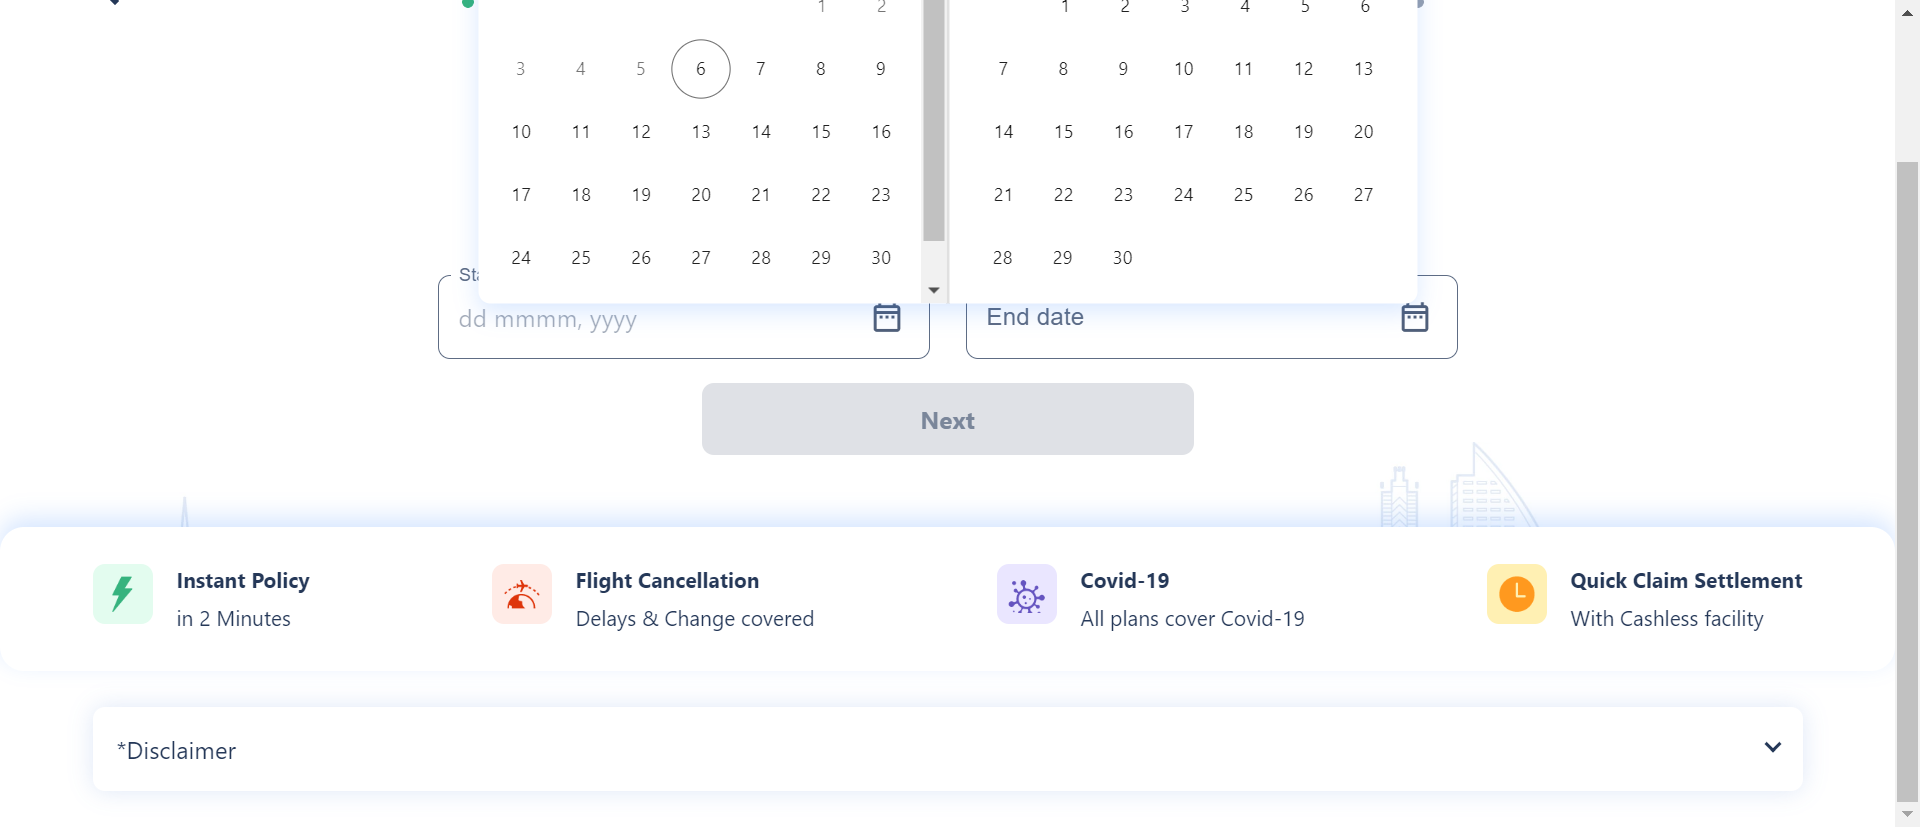 1 2 1 2 3 4 5 6
3 4 5 6 7 8 9 7 8 9 10 11 12 13
10 11 12 13 14 15 16 14 15 16 17 18 19 20
17 18 19 20 21 22 23 21 22 23 24 25 26 27
24 25 26 27 28 29 30 28 29 30
dd mmmm, yyyy
End date
Next
Instant Policy
in 2 Minutes
Flight Cancellation
Delays & Change covered
Covid-19
All plans cover Covid-19
Quick Claim Settlement
With Cashless facility
*Disclaimer